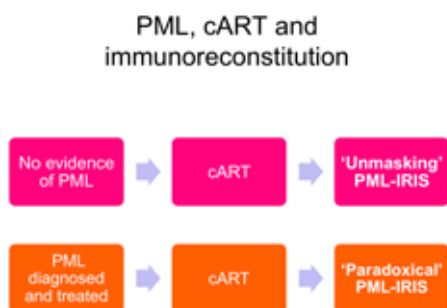 PML, cART and
immunoreconstitution
No evidence
of PML
cART
'Unmasking'
PML-IRIS
PML
diagnosed
and treated
cART
'Paradoxical'
PML-IRIS